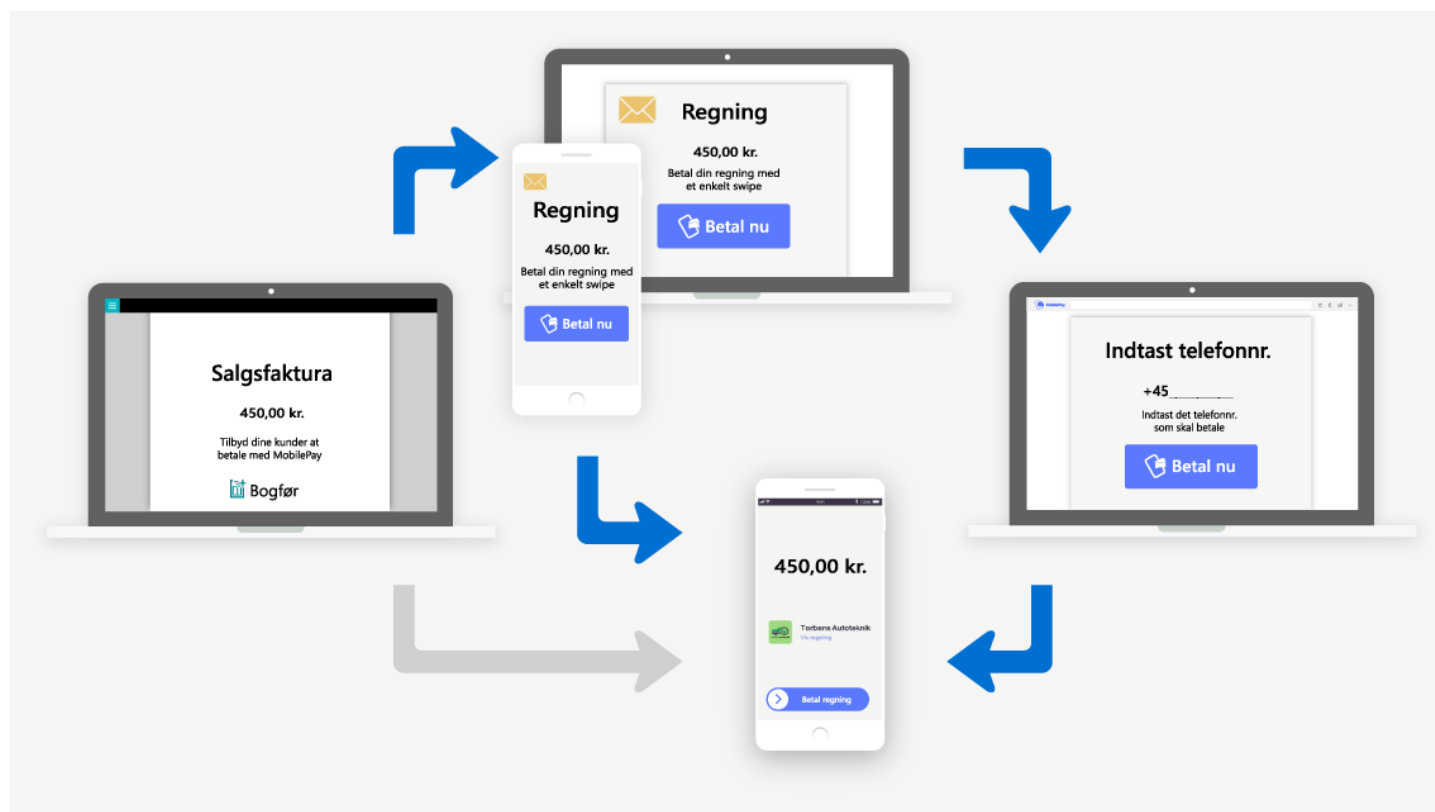 Regning
450,00 kr.
Betal din regning med
et enkelt swipe
Betal nu
Regning
450,00 kr.
Betal din regning med
et enkelt swipe
Betal nu
Salgsfaktura
450,00 kr.
Tilbyd dine kunder at
betale med MobilePay
Bogfør
Indtast telefonnr.
+45_________
Indtast det telefonnr.
som skal betale
Betal nu
450,00 kr.
Torbens Autoteknik
Vis regning
Betal regning